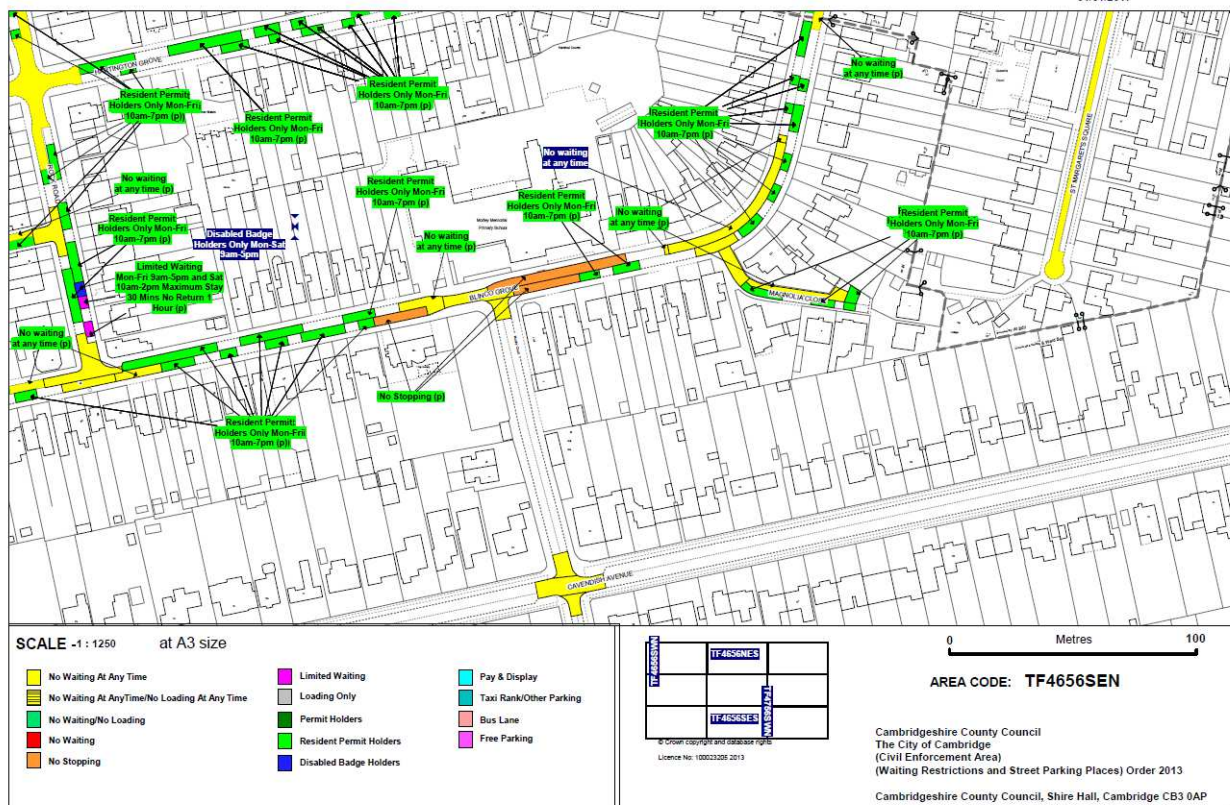 HARTINGTON GROVE
Resident Permit
Holders Only Mon-Fri
10am-7pm (p)
Resident Permit
Holders Only Mon-Fri
10am-7pm (p)
Resident Permit
Holders Only Mon-Fri
10am-7pm (p)
No waiting
at any time (p)
Resident Permit
Holders Only Mon-Fri
10am-7pm (p)
ST MARGARETS SQUARE
No waiting
at any time
No waiting
at any time (p)
Resident Permit
Holders Only Mon-Fri
10am-7pm (p)
Resident Permit
Holders Only Mon-Fri
10am-7pm (p)
Resident Permit
Holders Only Mon-Fri
10am-7pm (p)
Resident Permit
Holders Only Mon-Fri
10am-7pm (p)
Disabled Badge
Holders Only Mon-Sat
9am-5pm
Morley Memorial
Primary School
No waiting
at any time (p)
No waiting
at any time (p)
Limited Waiting
Mon-Fri 9am-5pm and Sat
10am-2pm Maximum Stay
30 Mins No Return 1
Hour (p)
BLINCO GROVE
MAGNOLIA CLOSE
No waiting
at any time (p)
No Stopping (p)
Resident Permit
Holders Only Mon-Fri
10am-7pm (p)
CAVENDISH AVENUE
SCALE -1 : 1250 at A3 size
No Waiting At Any Time
No Waiting At AnyTime/No Loading At Any Time
No Waiting/No Loading
No Waiting
No Stopping
Limited Waiting
Loading Only
Permit Holders
Resident Permit Holders
Disabled Badge Holders
Pay & Display
Taxi Rank/Other Parking
Bus Lane
Free Parking
TF4656SWN
TF4656NES
TF4656SES
TF4756SWN
© Crown copyright and database rights
Licence No: 100023205 2013
0 Metres 100
AREA CODE: TF4656SEN
Cambridgeshire County Council
The City of Cambridge
(Civil Enforcement Area)
(Waiting Restrictions and Street Parking Places) Order 2013
Cambridgeshire County Council, Shire Hall, Cambridge CB3 0AP